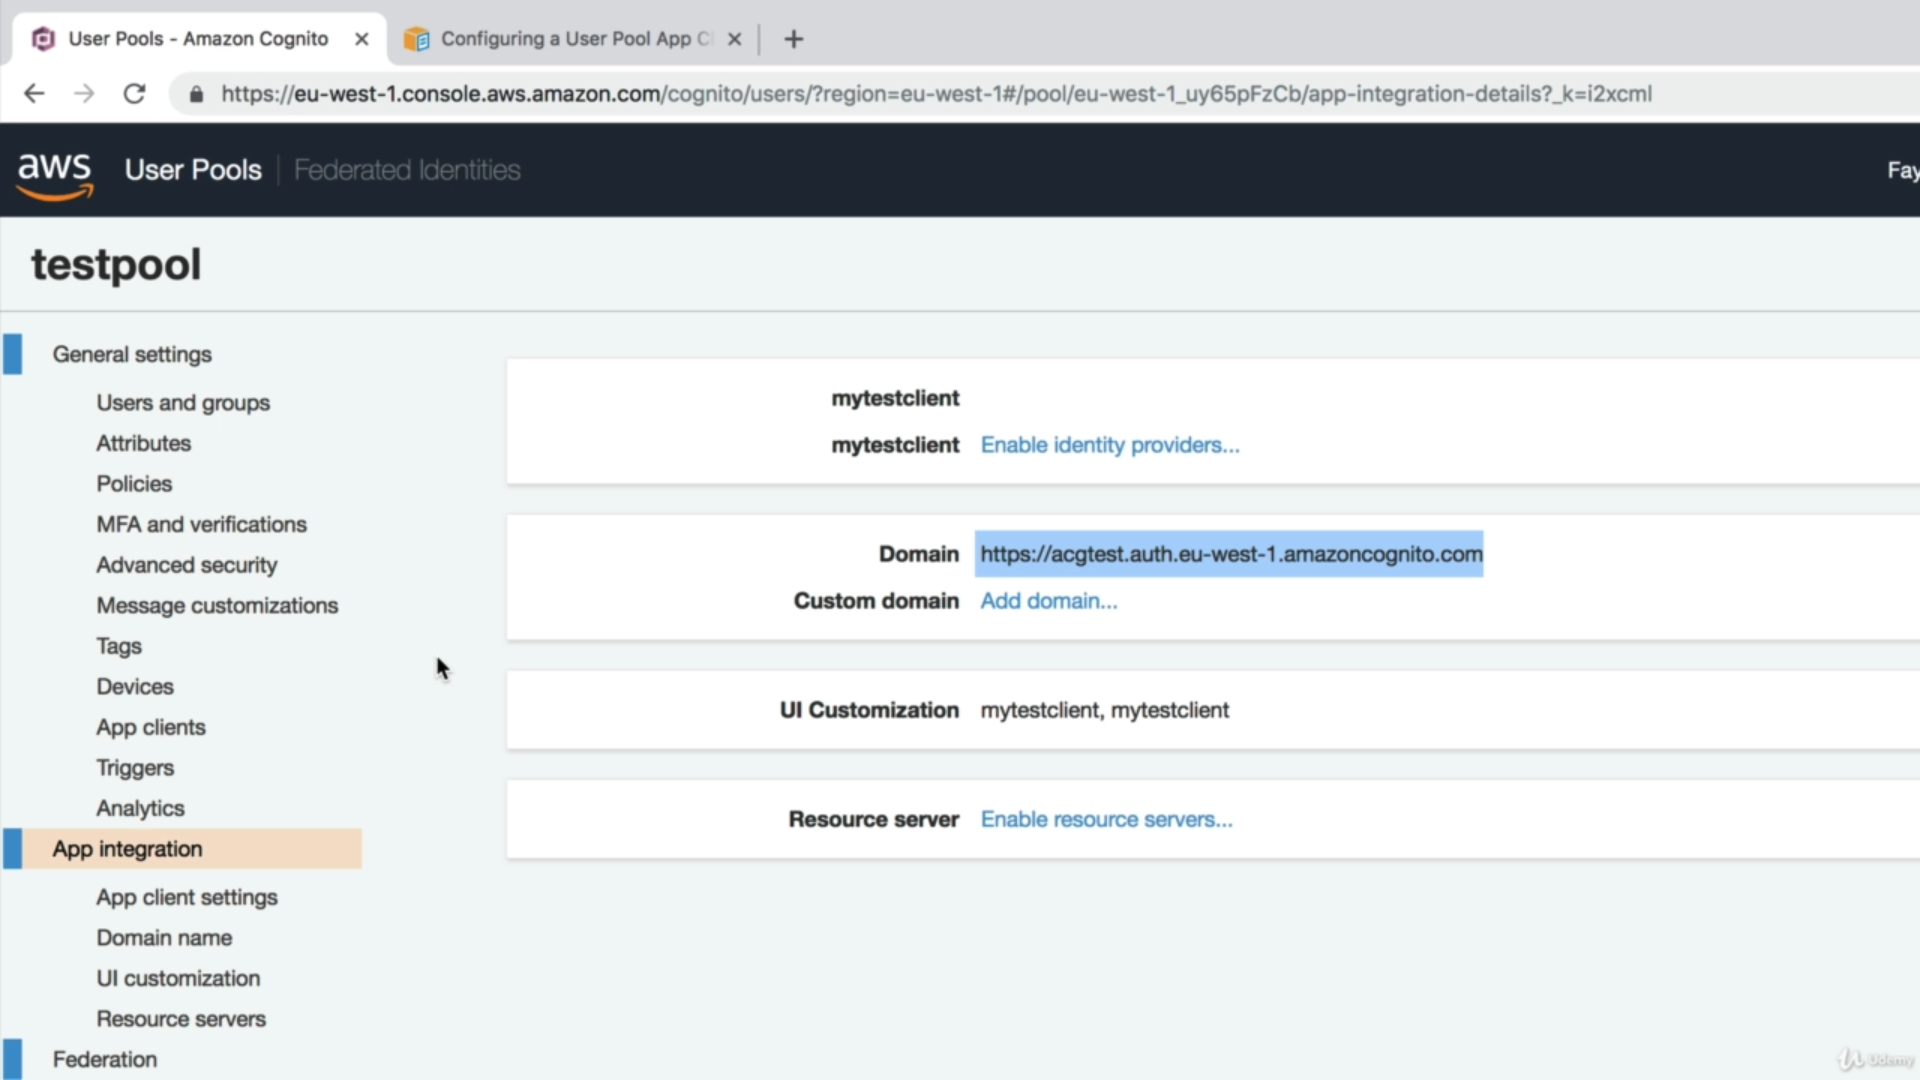 User Pools - Amazon Cognito
Configuring a User Pool App C
https://eu-west-1.console.aws.amazon.com/cognito/users/?region=eu-west-1#/pool/eu-west-1_uy65pFzCb/app-integration-details?_k=i2xcml
aws
User Pools
Federated Identities
Fay
testpool
General settings
Users and groups
Attributes
Policies
MFA and verifications
Advanced security
Message customizations
Tags
Devices
App clients
Triggers
Analytics
App integration
App client settings
Domain name
UI customization
Resource servers
Federation
mytestclient
mytestclient Enable identity providers...
Domain https://acgtest.auth.eu-west-1.amazoncognito.com
Custom domain Add domain...
UI Customization mytestclient, mytestclient
Resource server Enable resource servers...
Udemy